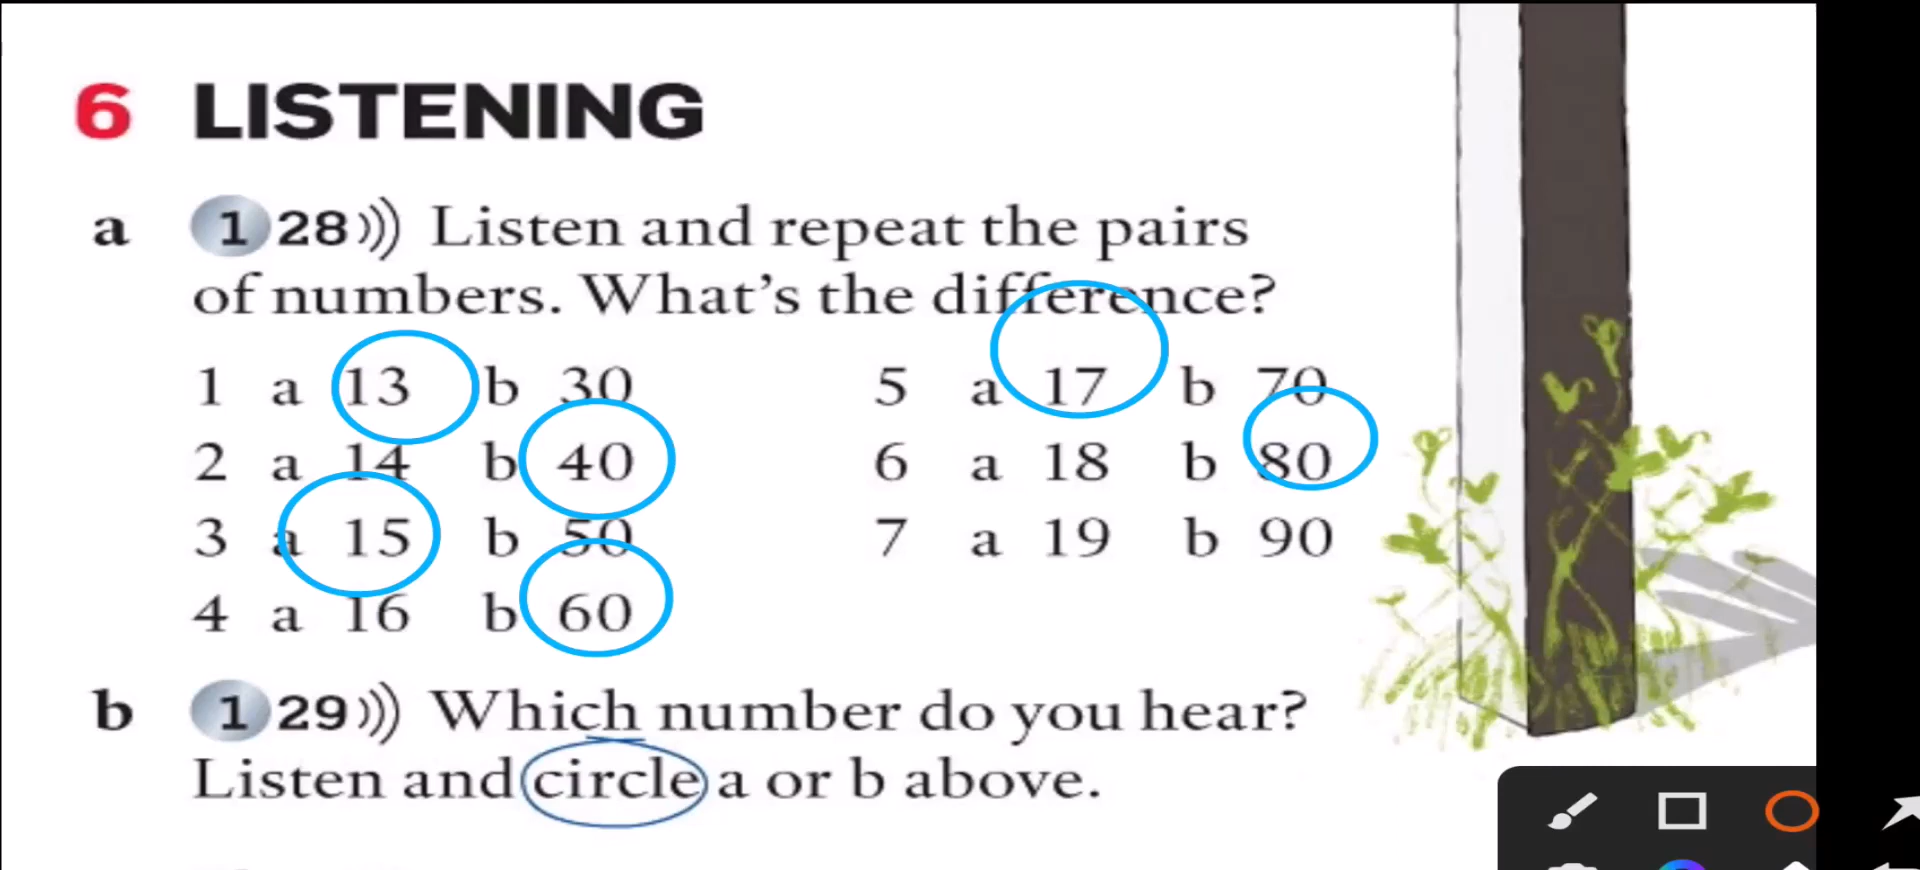 6 LISTENING
a 1 28 Listen and repeat the pairs
of numbers. What's the difference?
1 a 13 b 30 5 a 17 b 70
2 a 14 b 40 6 a 18 b 80
3 a 15 b 50 7 a 19 b 90
4 a 16 b 60
b 1 29 Which number do you hear?
Listen and circle a or b above.